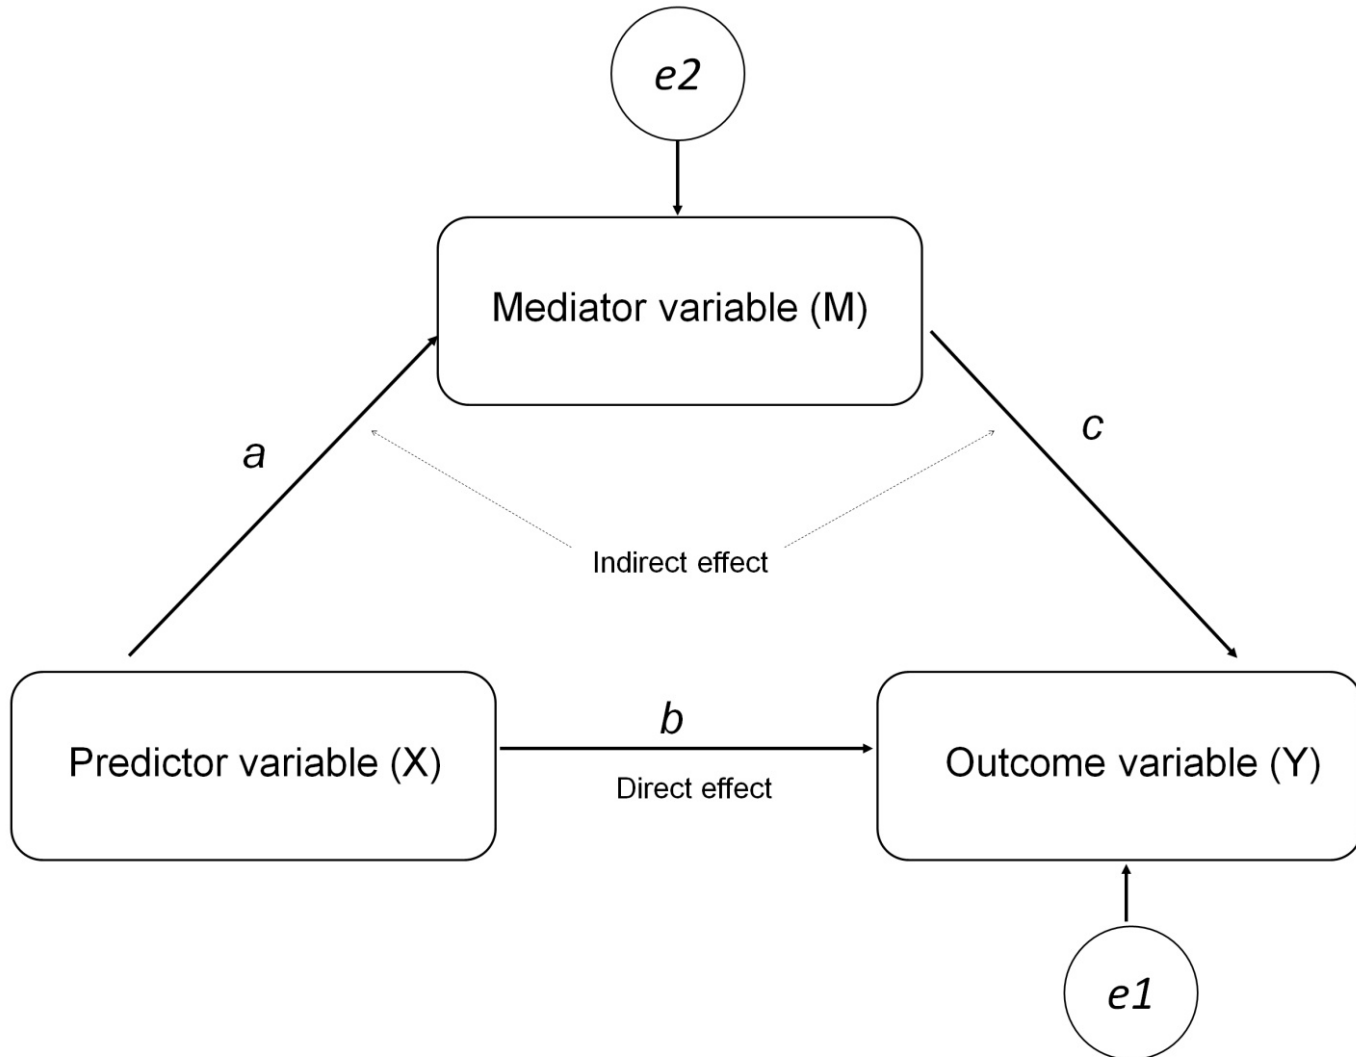 e2
Mediator variable (M)
a
c
Indirect effect
b
Predictor variable (X)
Direct effect
Outcome variable (Y)
e1